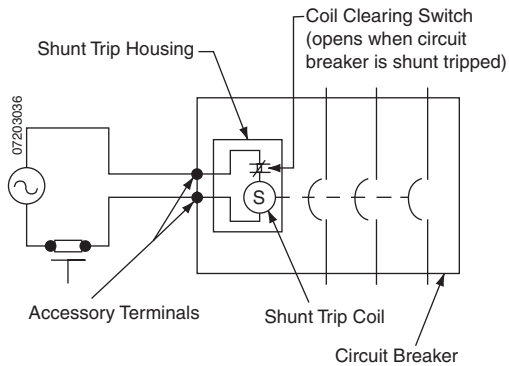 Coil Clearing Switch
(opens when circuit
breaker is shunt tripped)
Shunt Trip Housing
07203036
S
Accessory Terminals
Shunt Trip Coil
Circuit Breaker